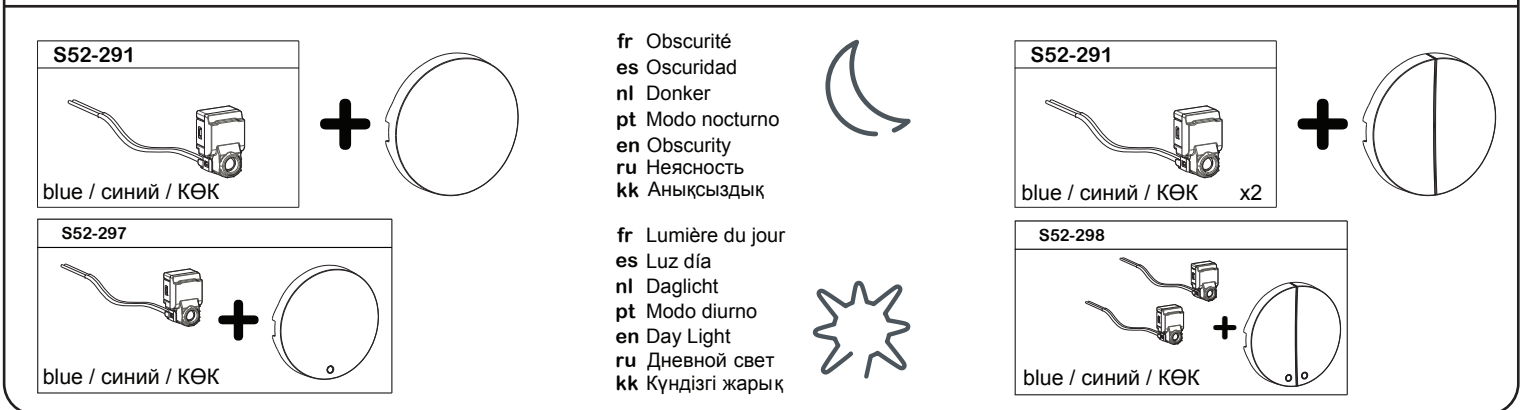 S52-291
blue / синий / КӨК
S52-297
blue / синий / КӨК
fr Obscurité
es Oscuridad
nl Donker
pt Modo nocturno
en Obscurity
ru Неясность
kk Анықсыздық
fr Lumière du jour
es Luz día
nl Daglicht
pt Modo diurno
en Day Light
ru Дневной свет
kk Күндізгі жарық
S52-291
blue / синий / КӨК x2
S52-298
blue / синий / КӨК